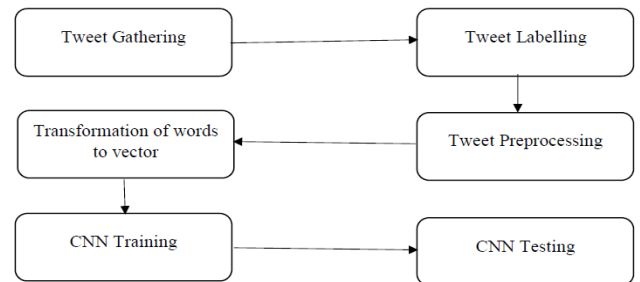 Tweet Gathering
Tweet Labelling
Tweet Preprocessing
Transformation of words
to vector
CNN Training
CNN Testing